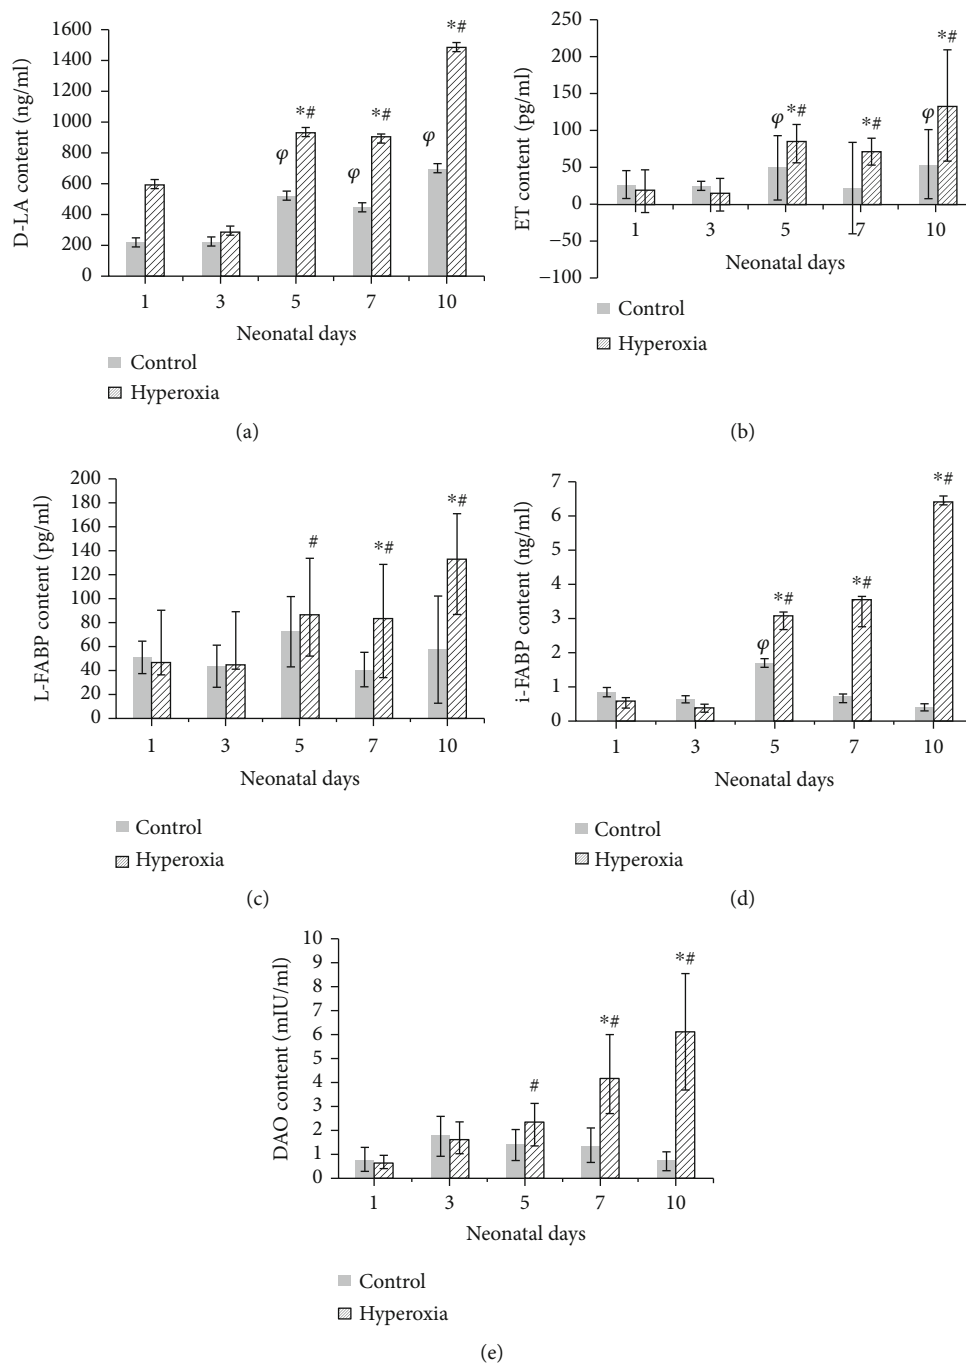 D-LA content (ng/ml)
1600
1400
1200
1000
800
600
400
200
0
φ
*#
φ
*#
φ
*#
1 3 5 7 10
Neonatal days
Control
Hyperoxia
(a)
ET content (pg/ml)
250
200
150
100
50
0
−50
−100
φ
*#
*#
φ
*#
1 3 5 7 10
Neonatal days
Control
Hyperoxia
(b)
L-FABP content (pg/ml)
200
180
160
140
120
100
80
60
40
20
0
#
*#
*#
1 3 5 7 10
Neonatal days
Control
Hyperoxia
(c)
i-FABP content (ng/ml)
7
6
5
4
3
2
1
0
φ
*#
*#
*#
1 3 5 7 10
Neonatal days
Control
Hyperoxia
(d)
DAO content (mIU/ml)
10
9
8
7
6
5
4
3
2
1
0
#
*#
*#
1 3 5 7 10
Neonatal days
Control
Hyperoxia
(e)